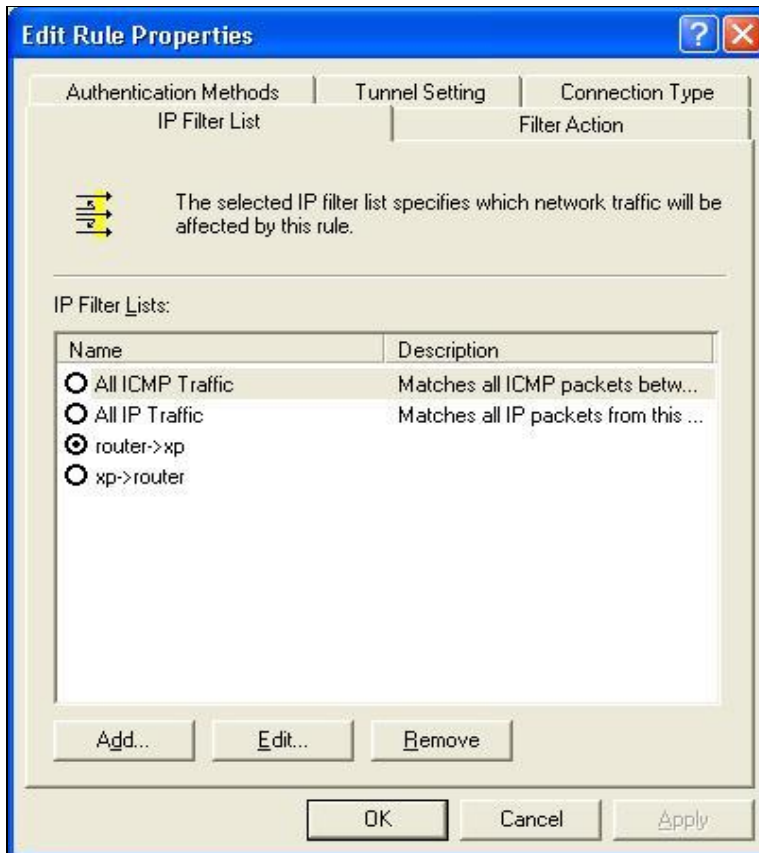 Edit Rule Properties
Authentication Methods Tunnel Setting Connection Type
IP Filter List Filter Action
The selected IP filter list specifies which network traffic will be
affected by this rule.
IP Filter Lists:
Name Description
All ICMP Traffic Matches all ICMP packets betw...
All IP Traffic Matches all IP packets from this ...
router->xp
xp->router
Add... Edit... Remove
OK Cancel Apply